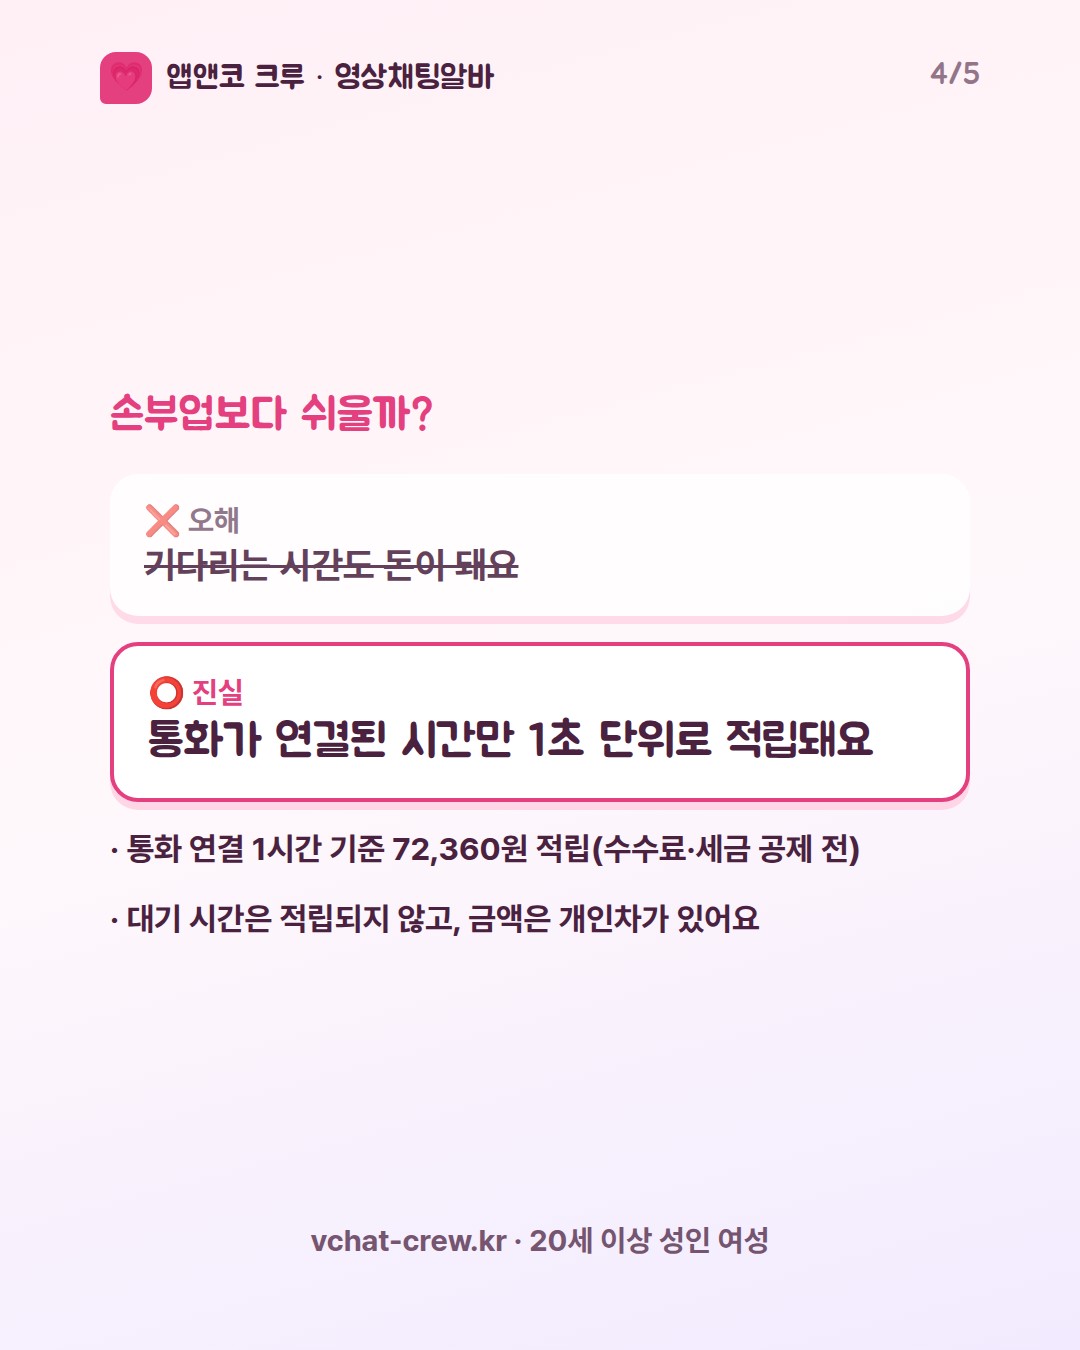 앱앤코 크루 · 영상채팅알바
4/5
손부업보다 쉬울까?
❌ 오해
기다리는 시간도 돈이 돼요
⭕ 진실
통화가 연결된 시간만 1초 단위로 적립돼요
· 통화 연결 1시간 기준 72,360원 적립(수수료·세금 공제 전)
· 대기 시간은 적립되지 않고, 금액은 개인차가 있어요
vchat-crew.kr · 20세 이상 성인 여성